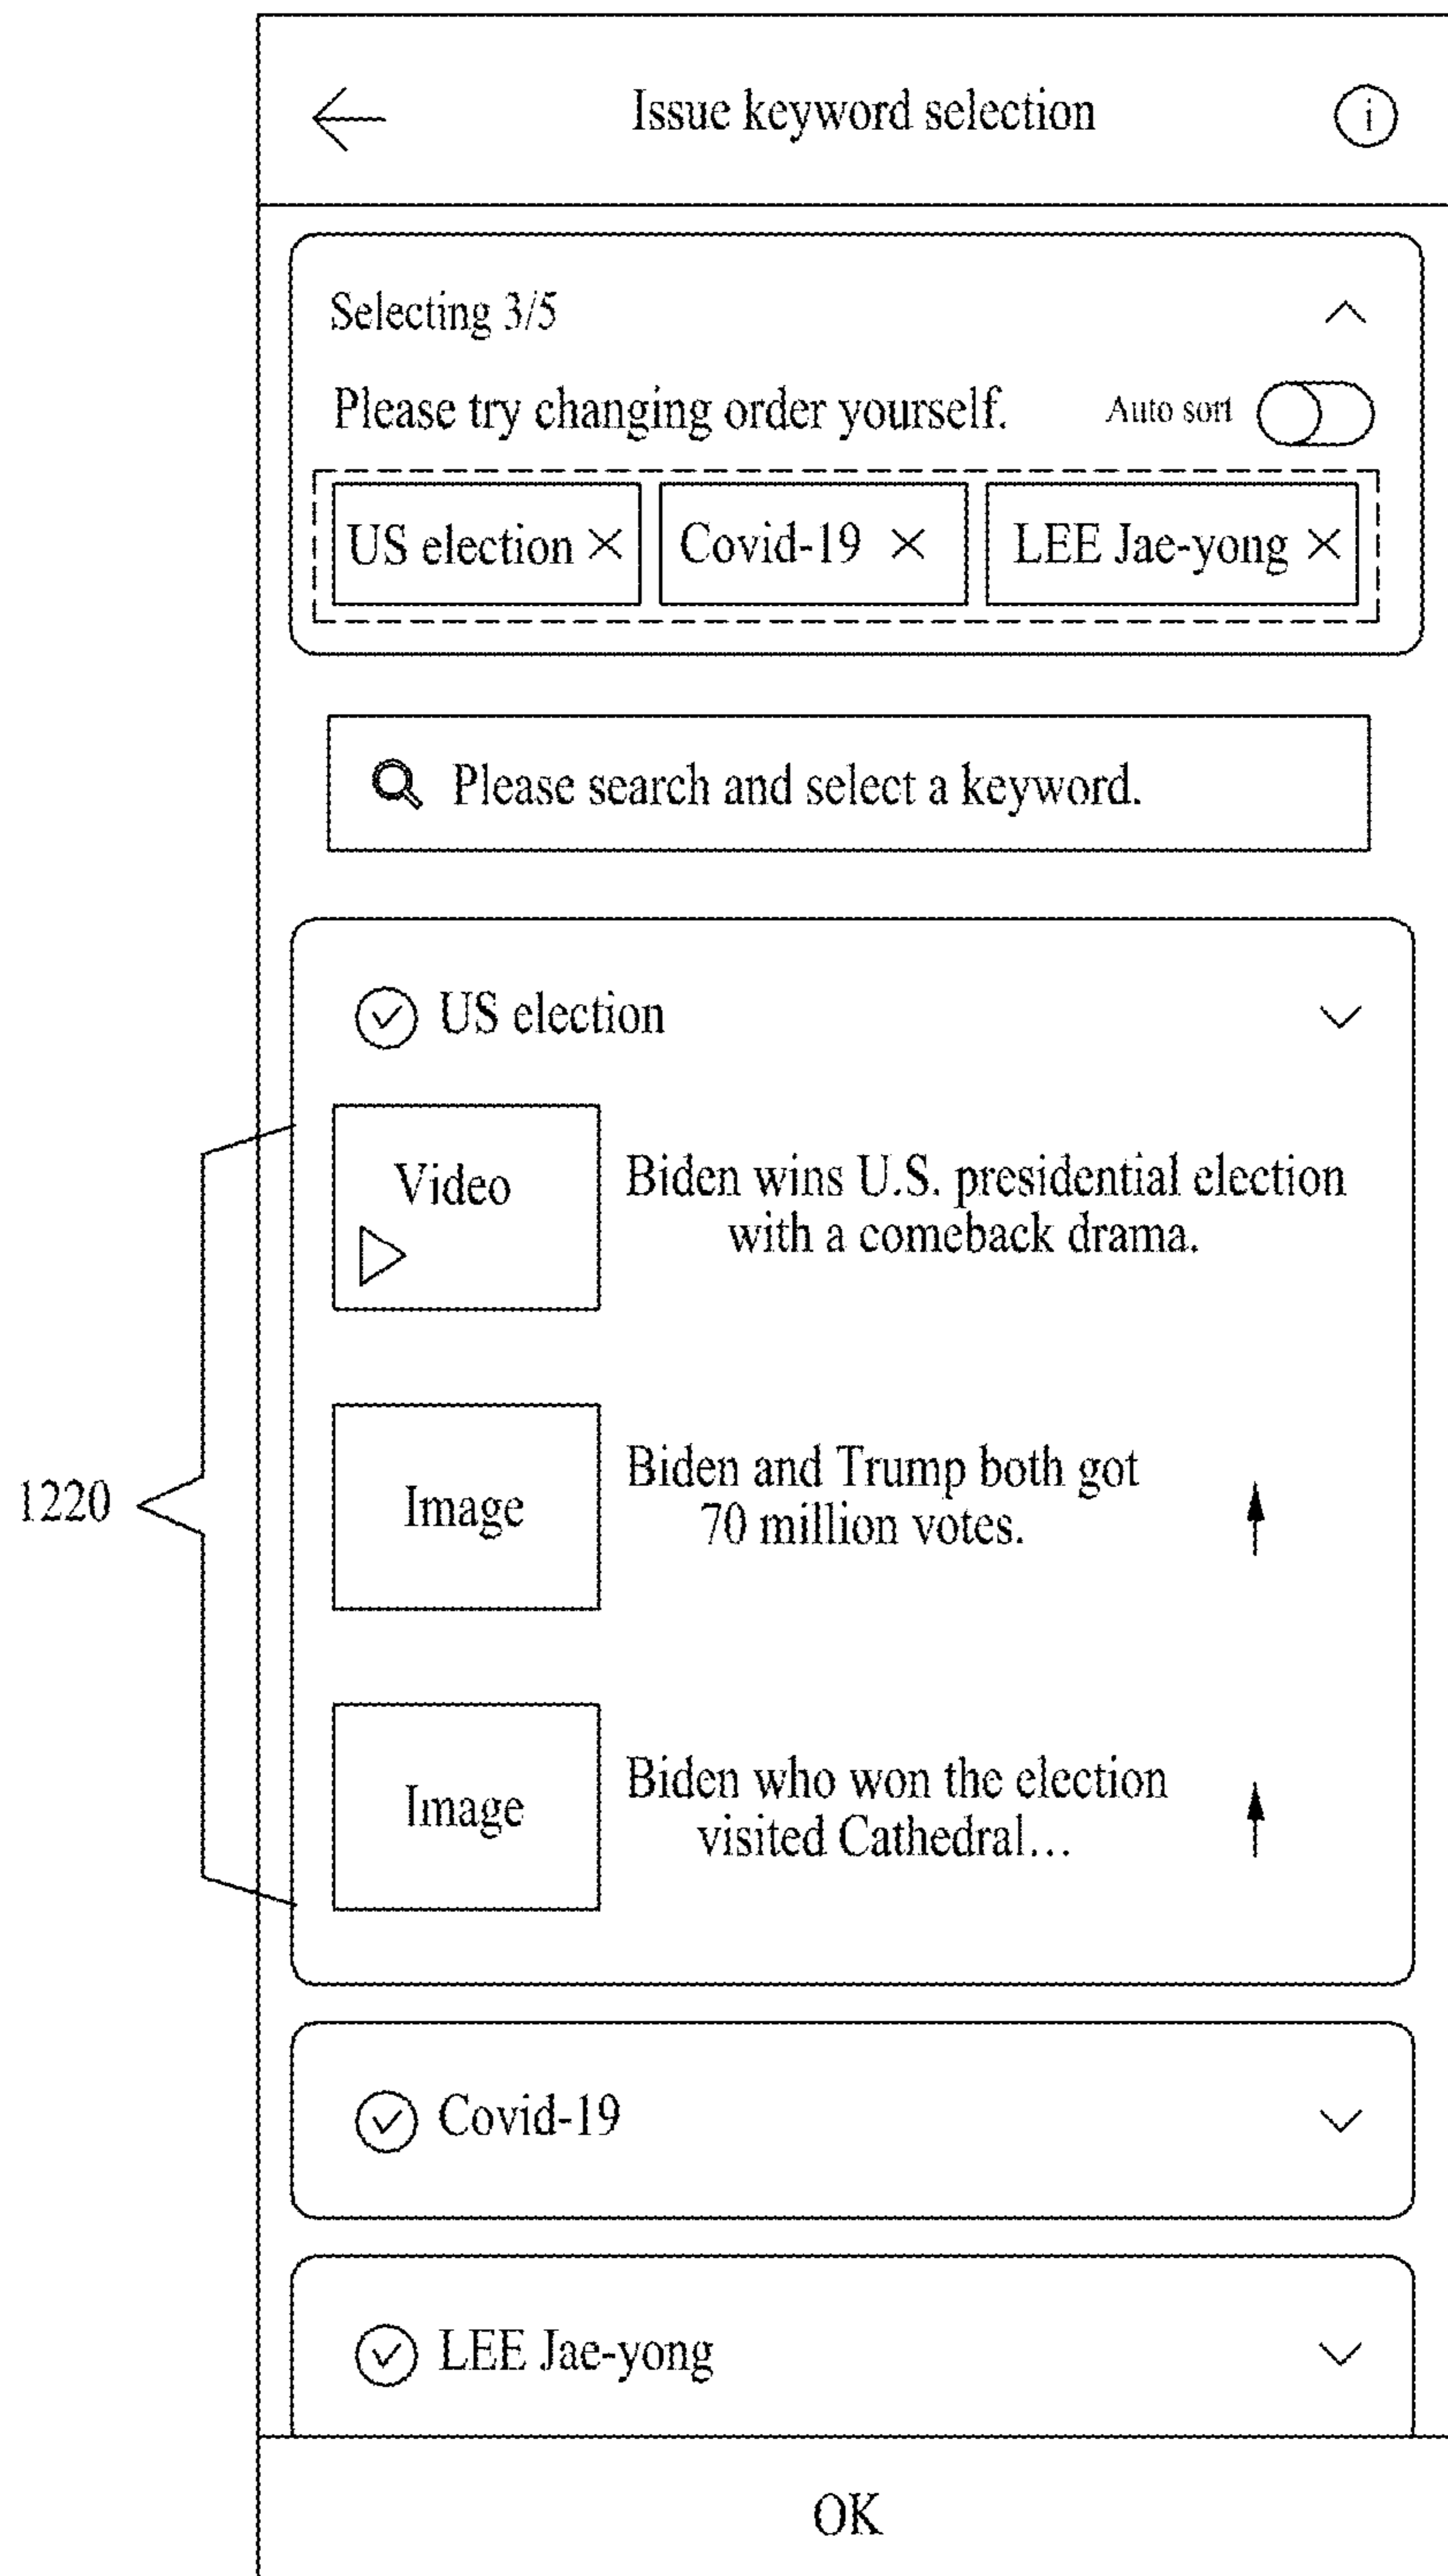 Issue keyword selection
i
Selecting 3/5
Please try changing order yourself.
Auto sort
US election
Covid-19
LEE Jae-yong
Please search and select a keyword.
US election
Video
Biden wins U.S. presidential election
with a comeback drama.
1220
Image
Biden and Trump both got
70 million votes.
Image
Biden who won the election
visited Cathedral...
Covid-19
LEE Jae-yong
OK